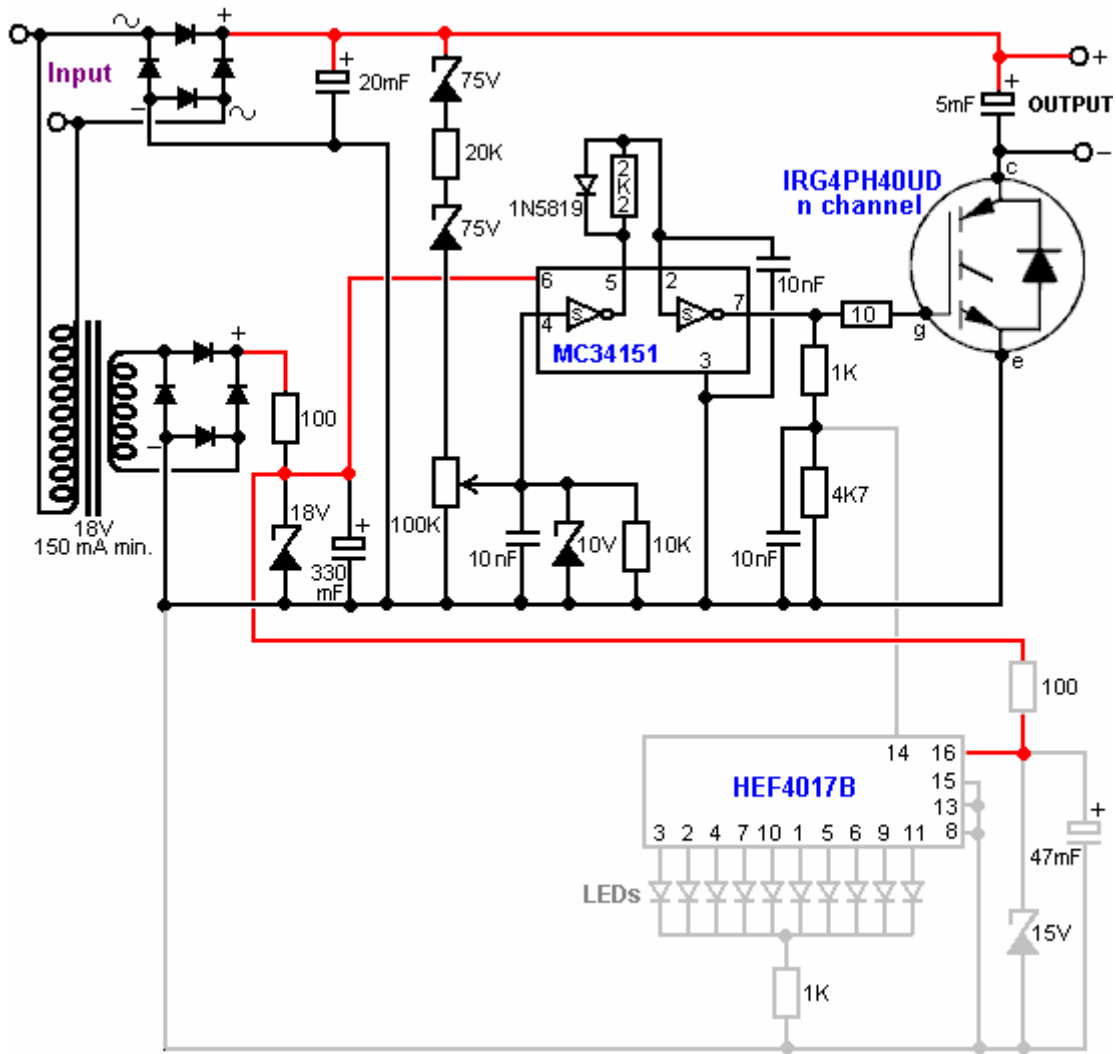 ∼ +
Input
-
∼
+
20mF
75V
20K
75V
+
5mF OUTPUT
+
-
c
IRG4PH40UD
n channel
g
e
1N5819
2K2
10nF
6 5 2 7
4 S S
MC34151
3
10
1K
+
-
100
18V
150 mA min.
18V
+
330
mF
100K
10nF
10V
10K
10nF
4K7
100
14 16
HEF4017B
15
13
8
3 2 4 7 10 1 5 6 9 11
LEDs
+
47mF
15V
1K